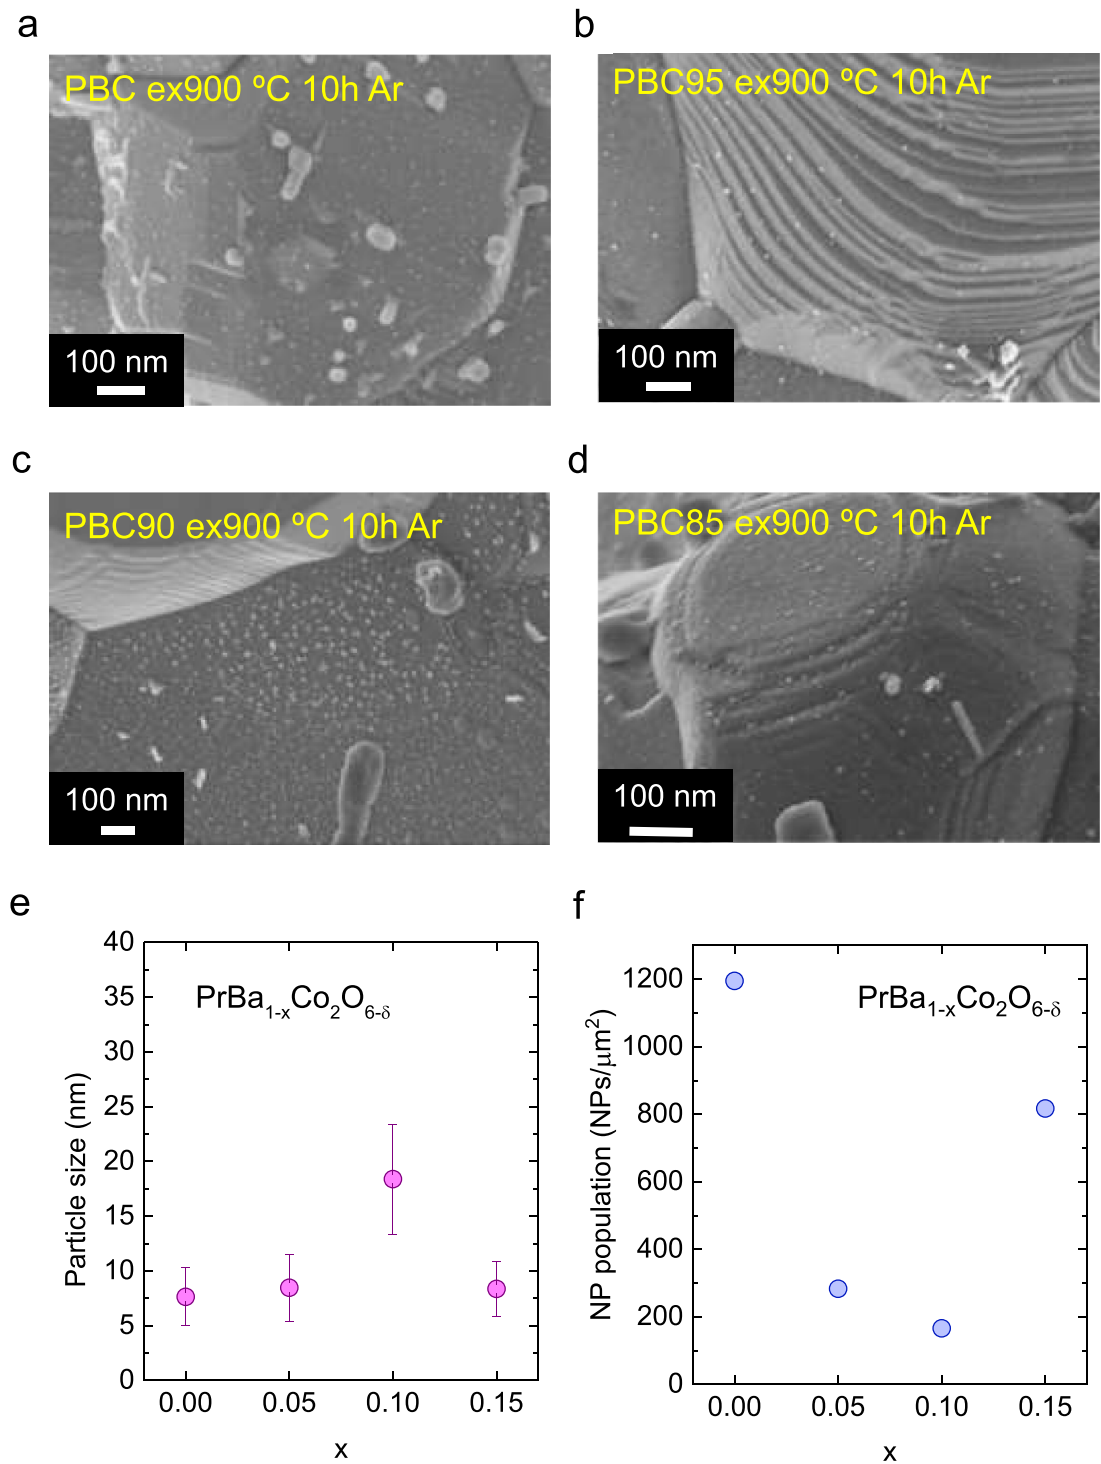 a
PBC ex900 ºC 10h Ar
100 nm
b
PBC95 ex900 ºC 10h Ar
100 nm
c
PBC90 ex900 ºC 10h Ar
100 nm
d
PBC85 ex900 ºC 10h Ar
100 nm
e
40
35
30
25
20
15
10
5
0
Particle size (nm)
PrBa1-xCo2O6-δ
0.00 0.05 0.10 0.15
x
f
1200
1000
800
600
400
200
0
NP population (NPs/μm2)
PrBa1-xCo2O6-δ
0.00 0.05 0.10 0.15
x